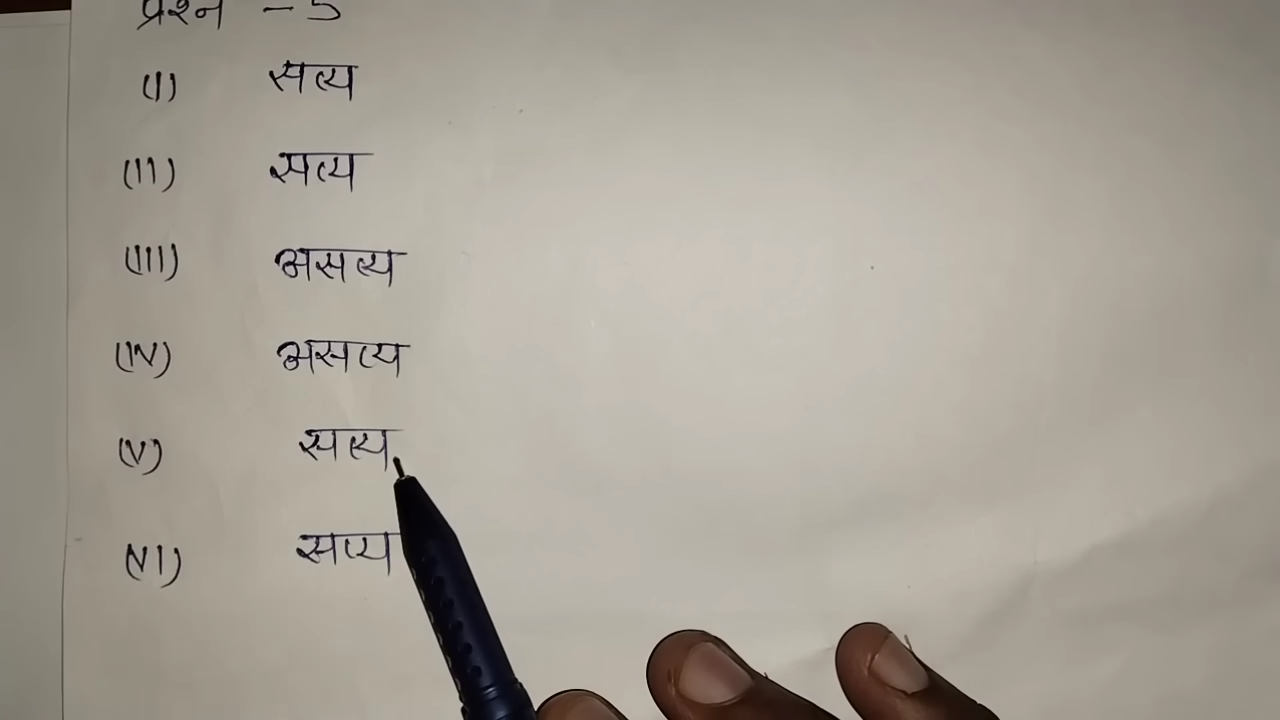 प्रश्न - 5
(I) सत्य
(II) सत्य
(III) असत्य
(IV) असत्य
(V) सत्य
(VI) सत्य